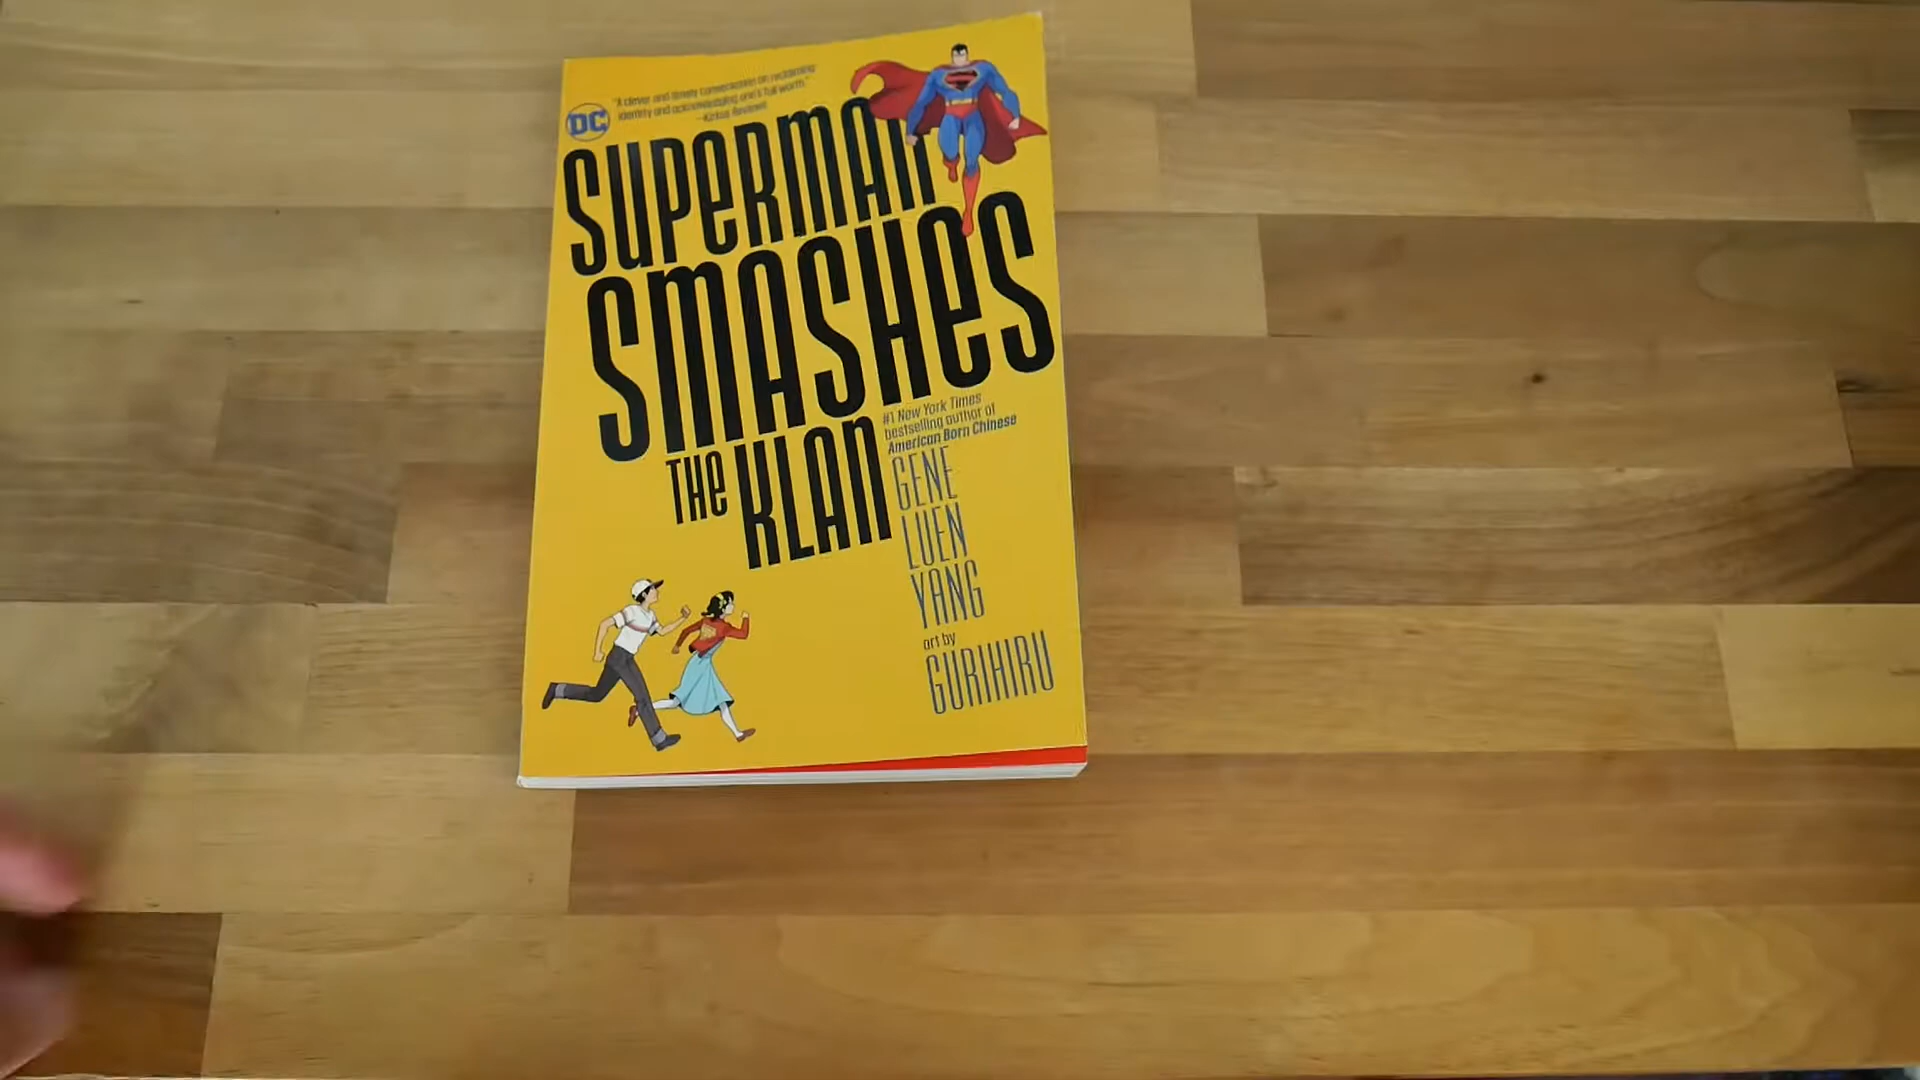 DC
"A clever and timely conversation on reclaiming
identity and acknowledging one's full worth."
—Kirkus Reviews
SUPERMAN
SMASHES
THE KLAN
#1 New York Times
bestselling author of
American Born Chinese
GENE
LUEN
YANG
art by
GURIHIRU